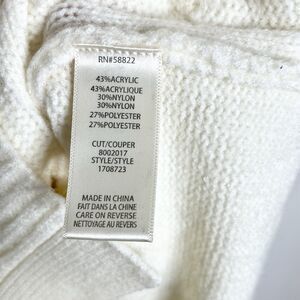 RN#58822
43%ACRYLIC
43%ACRYLIQUE
30%NYLON
30%NYLON
27%POLYESTER
27%POLYESTER
CUT/COUPER
8002017
STYLE/STYLE
1708723
MADE IN CHINA
FAIT DANS LA CHINE
CARE ON REVERSE
NETTOYAGE AU REVERS